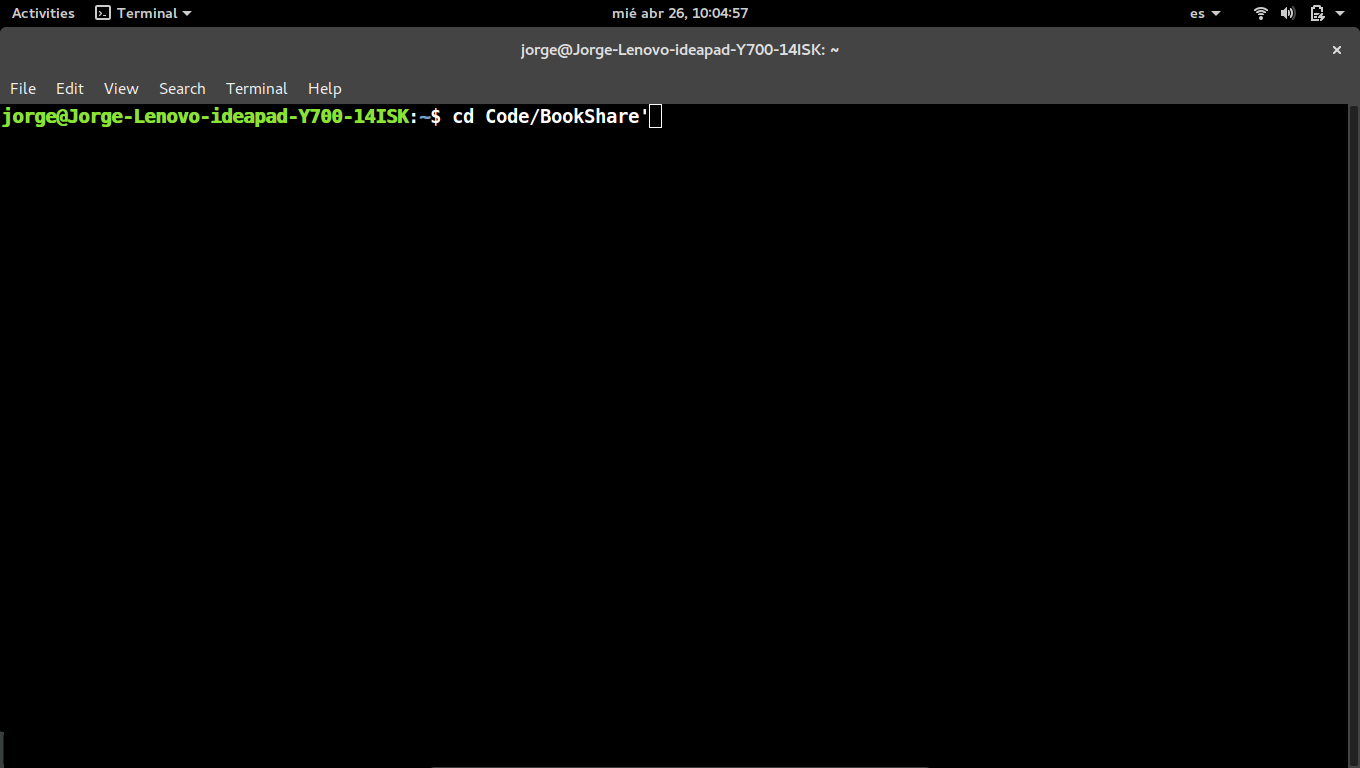 Activities Terminal mié abr 26, 10:04:57 es
jorge@Jorge-Lenovo-ideapad-Y700-14ISK: ~
File Edit View Search Terminal Help
jorge@Jorge-Lenovo-ideapad-Y700-14ISK:~$ cd Code/BookShare'